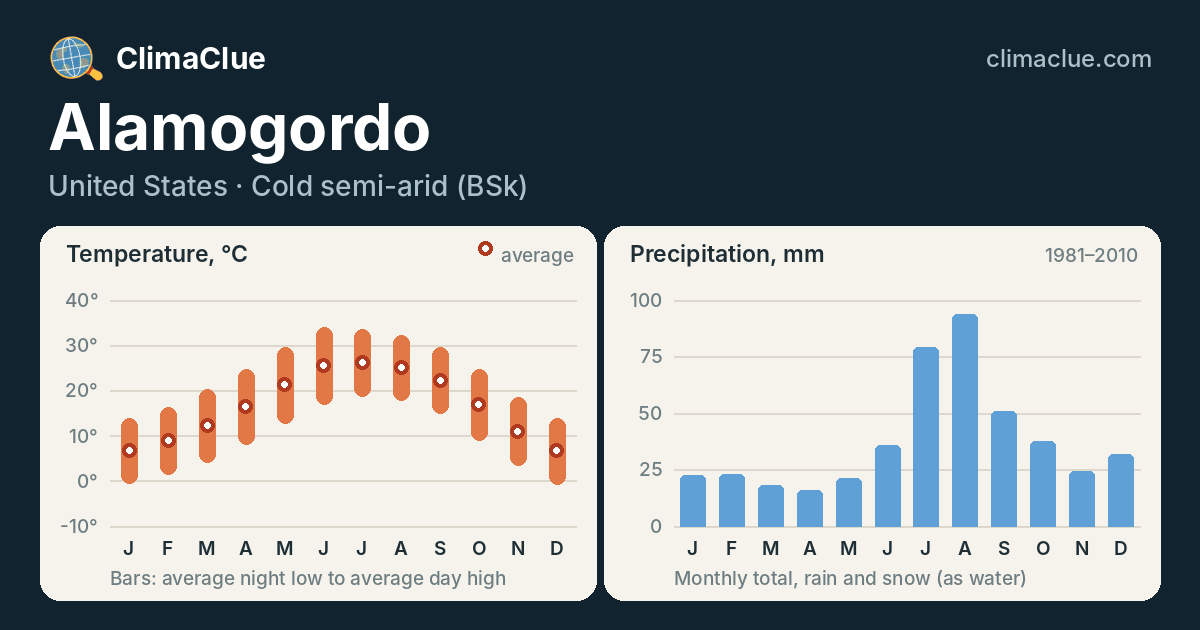 ClimaClue
climaclue.com
Alamogordo
United States · Cold semi-arid (BSk)
Temperature, °C
average
40°
30°
20°
10°
0°
-10°
J F M A M J J A S O N D
Bars: average night low to average day high
Precipitation, mm
1981–2010
100
75
50
25
0
J F M A M J J A S O N D
Monthly total, rain and snow (as water)